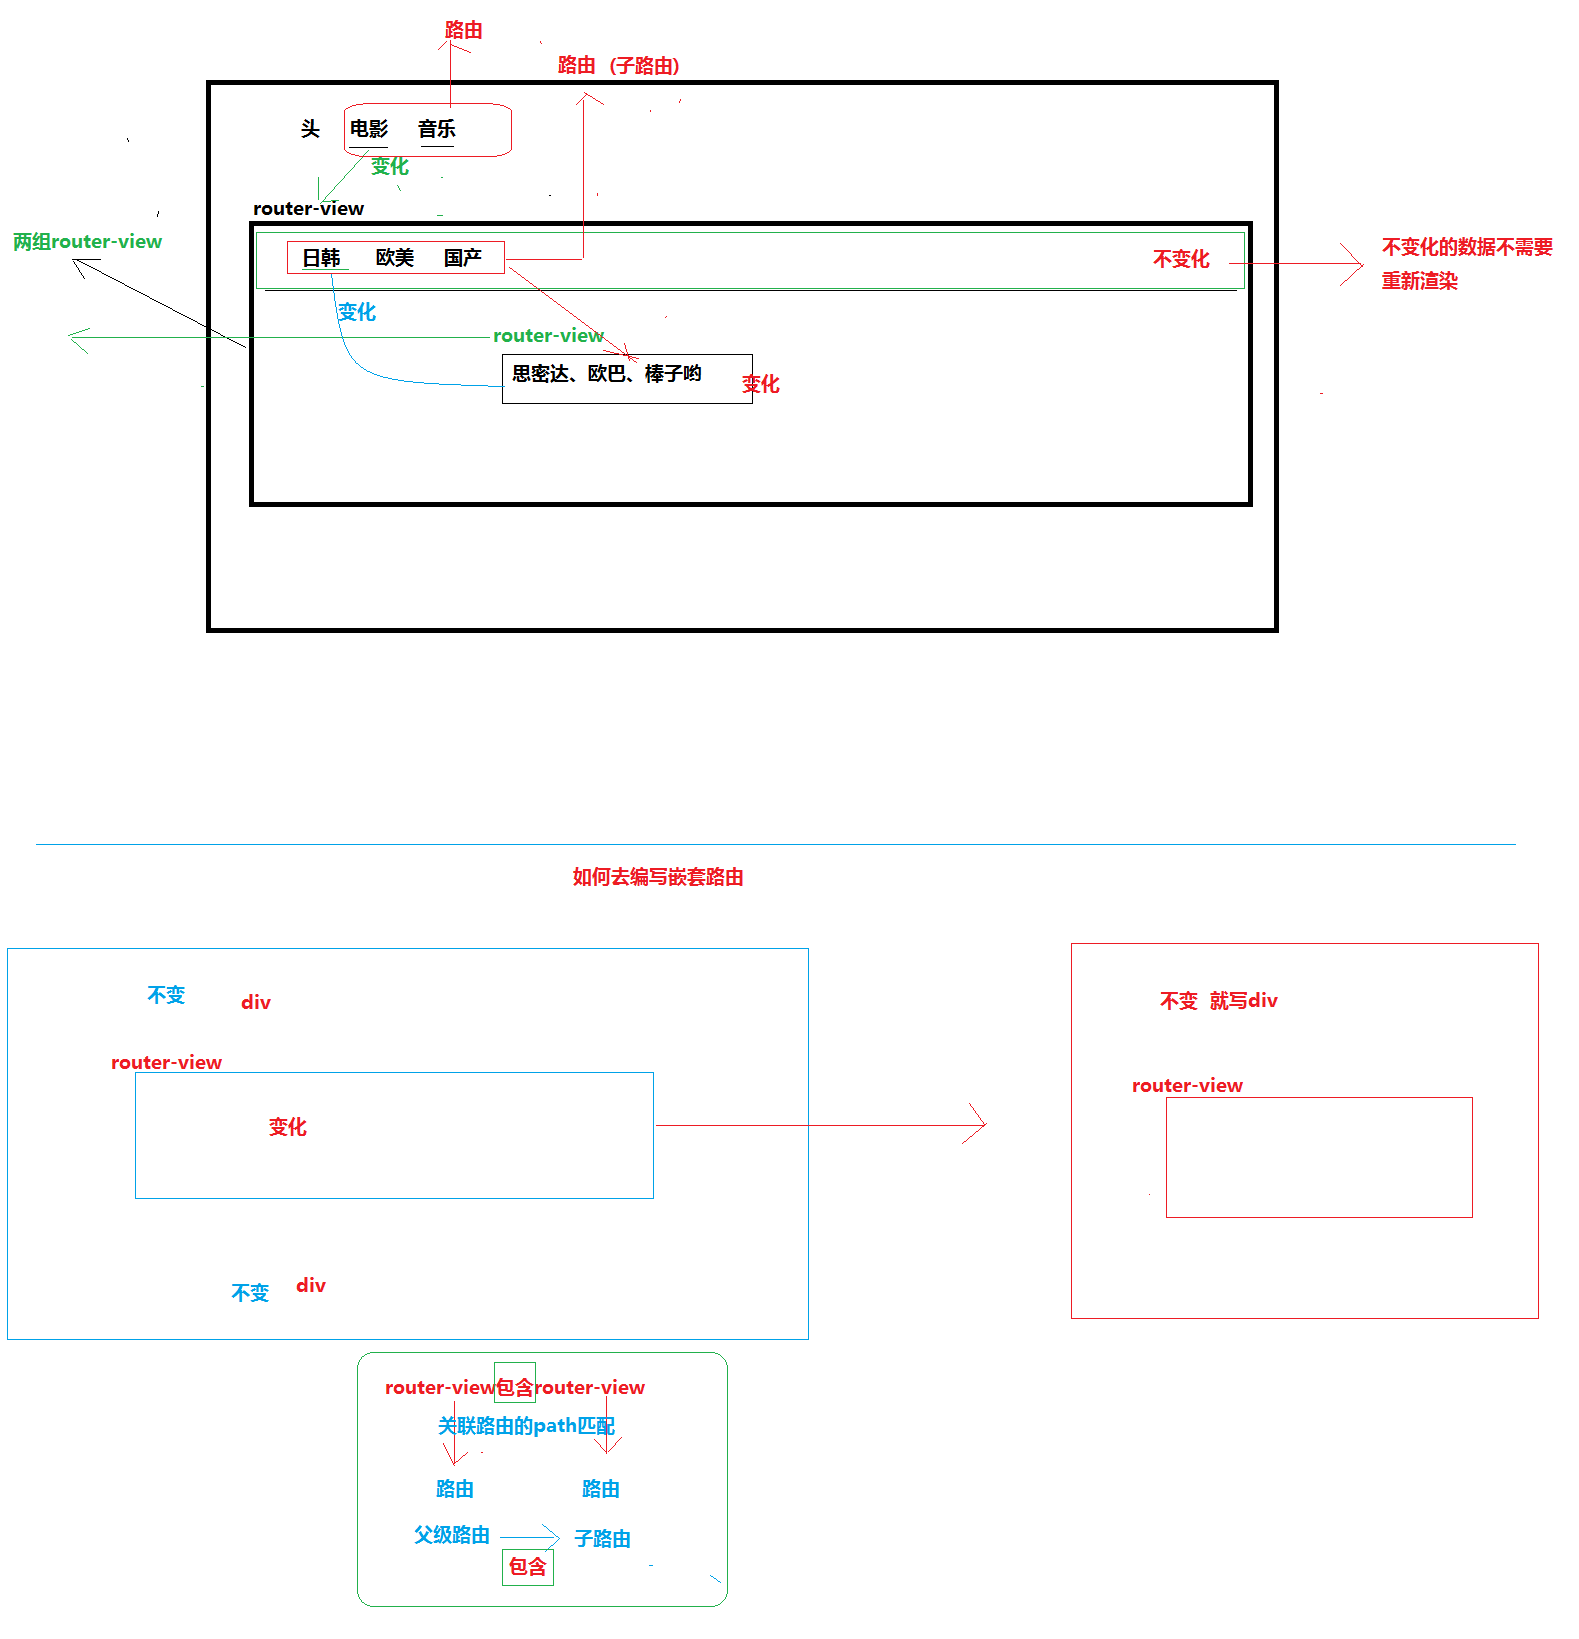 路由
路由 (子路由)
头 电影 音乐
变化
router-view
两组router-view
日韩 欧美 国产
不变化
不变化的数据不需要
重新渲染
变化
router-view
思密达、欧巴、棒子哟
变化
如何去编写嵌套路由
不变 div
router-view
变化
不变 div
不变 就写div
router-view
router-view包含router-view
关联路由的path匹配
路由 路由
父级路由 子路由
包含